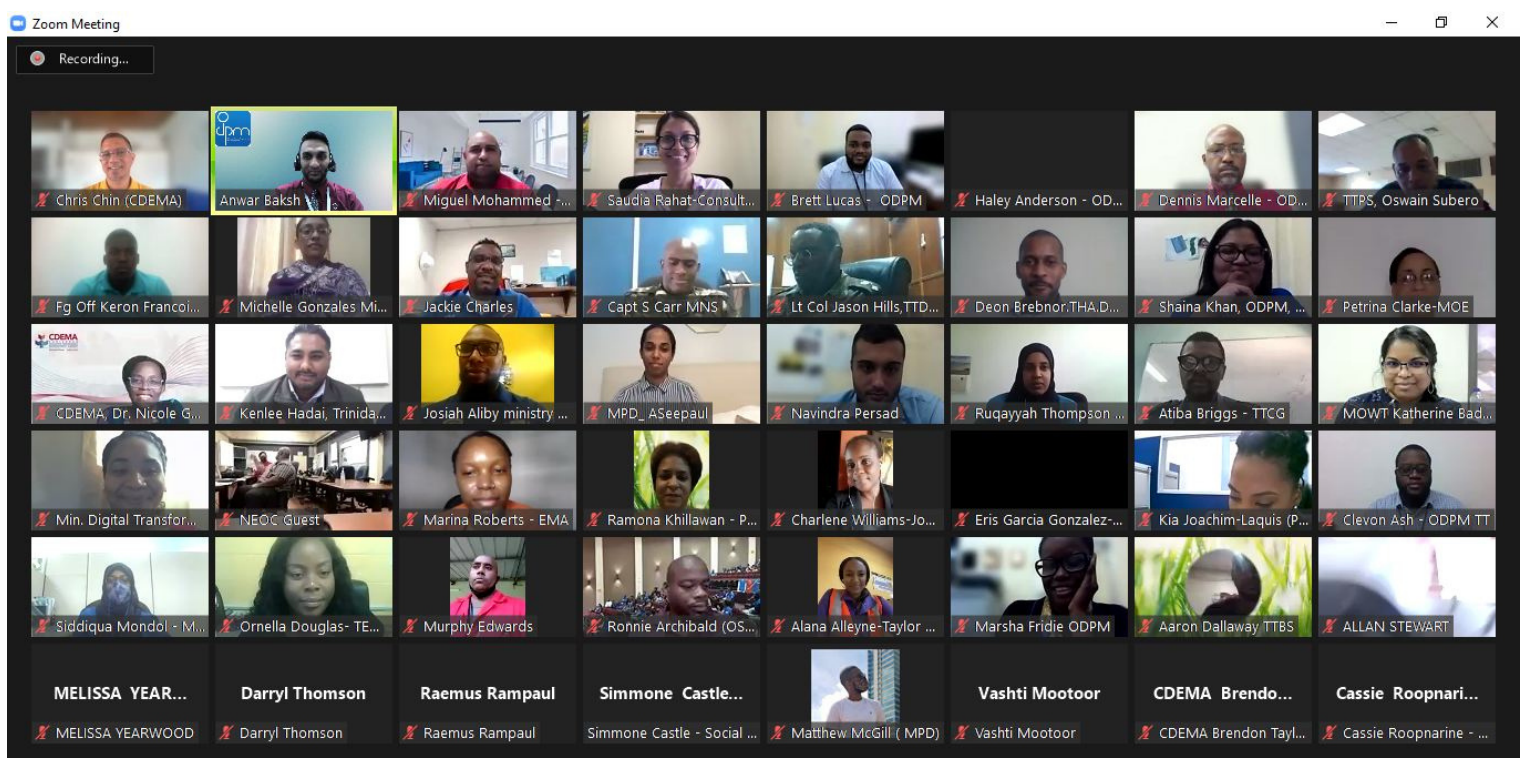 Zoom Meeting
Recording...
Chris Chin (CDEMA)
dpm
Anwar Baksh
Miguel Mohammed -...
Saudia Rahat-Consult...
Brett Lucas - ODPM
Haley Anderson - OD...
Dennis Marcelle - OD...
TTPS, Oswain Subero
Fg Off Keron Francoi...
Michelle Gonzales Mi...
Jackie Charles
Capt S Carr MNS
Lt Col Jason Hills,TTD...
Deon Brebnor.THA.D...
Shaina Khan, ODPM, ...
Petrina Clarke-MOE
CDEMA
CDEMA, Dr. Nicole G...
Kenlee Hadai, Trinida...
Josiah Aliby ministry ...
MPD_ ASeepaul
Navindra Persad
Ruqayyah Thompson ...
Atiba Briggs - TTCG
MOWT Katherine Bad...
Min. Digital Transfor...
NEOC Guest
Marina Roberts - EMA
Ramona Khillawan - P...
Charlene Williams-Jo...
Eris Garcia Gonzalez-...
Kia Joachim-Laquis (P...
Clevon Ash - ODPM TT
Siddiqua Mondol - M...
Ornella Douglas- TE...
Murphy Edwards
Ronnie Archibald (OS...
Alana Alleyne-Taylor ...
Marsha Fridie ODPM
Aaron Dallaway TTBS
ALLAN STEWART
MELISSA YEAR...
Darryl Thomson
Raemus Rampaul
Simmone Castle...
Vashti Mootoor
CDEMA Brendo...
Cassie Roopnari...
MELISSA YEARWOOD
Darryl Thomson
Raemus Rampaul
Simmone Castle - Social ...
Matthew McGill ( MPD)
Vashti Mootoor
CDEMA Brendon Tayl...
Cassie Roopnarine - ...